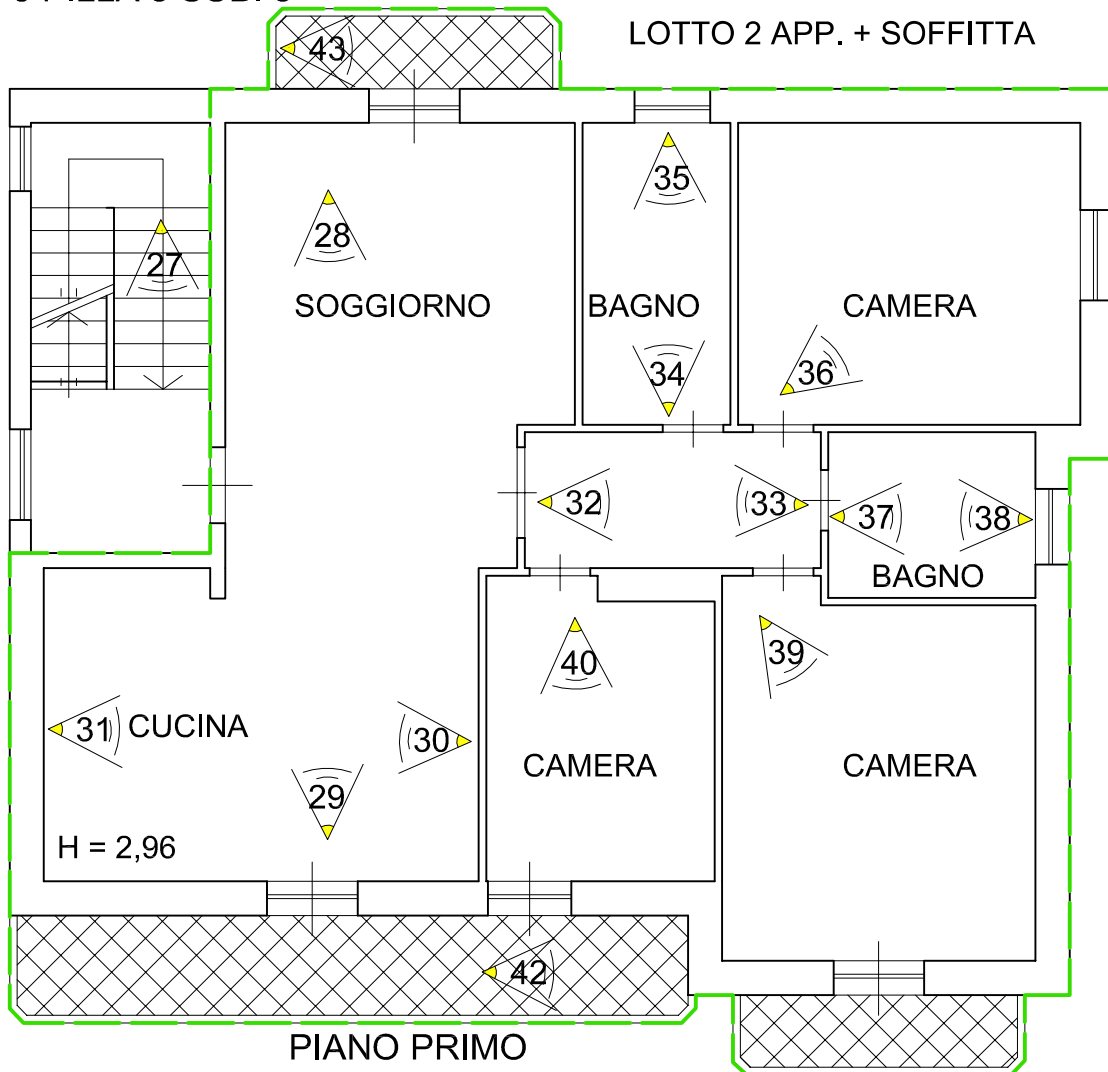 LOTTO 2 APP. + SOFFITTA
43
35
28
27
SOGGIORNO
BAGNO
CAMERA
34
36
32
33
37
38
BAGNO
39
40
31
CUCINA
30
CAMERA
CAMERA
29
H = 2,96
42
PIANO PRIMO